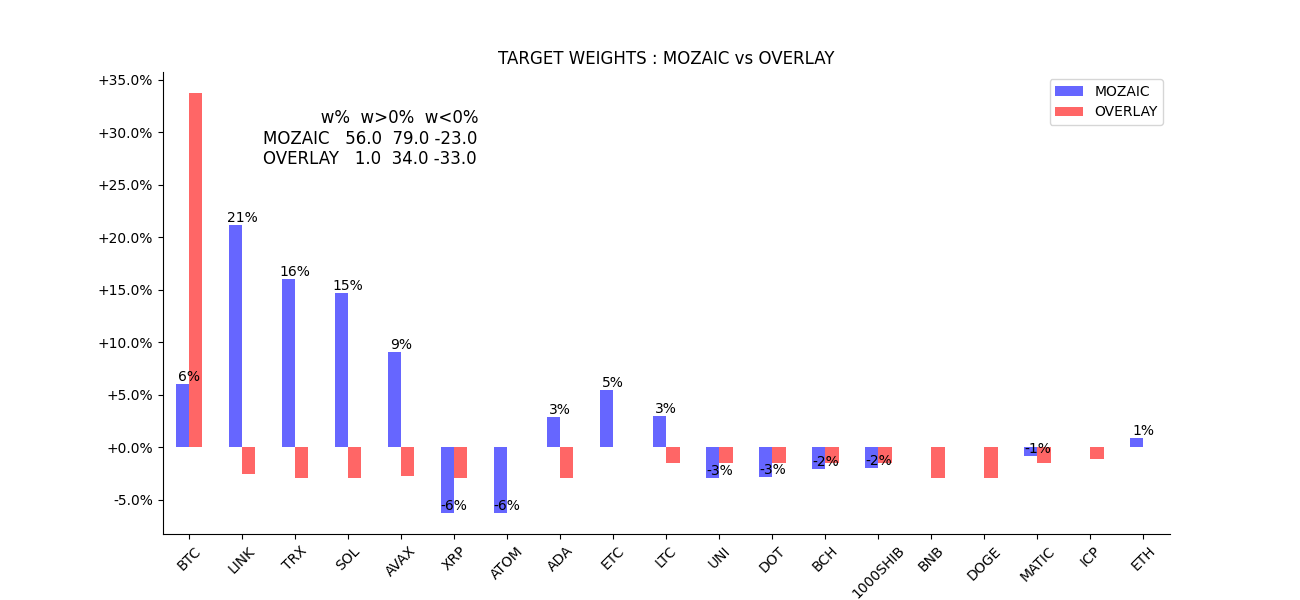 TARGET WEIGHTS : MOZAIC vs OVERLAY
+35.0%
+30.0%
+25.0%
+20.0%
+15.0%
+10.0%
+5.0%
+0.0%
-5.0%
w% w>0% w<0%
MOZAIC 56.0 79.0 -23.0
OVERLAY 1.0 34.0 -33.0
MOZAIC
OVERLAY
6%
21%
16%
15%
9%
-6%
-6%
3%
5%
3%
-3%
-3%
-2%
-2%
-1%
1%
BTC
LINK
TRX
SOL
AVAX
XRP
ATOM
ADA
ETC
LTC
UNI
DOT
BCH
1000SHIB
BNB
DOGE
MATIC
ICP
ETH